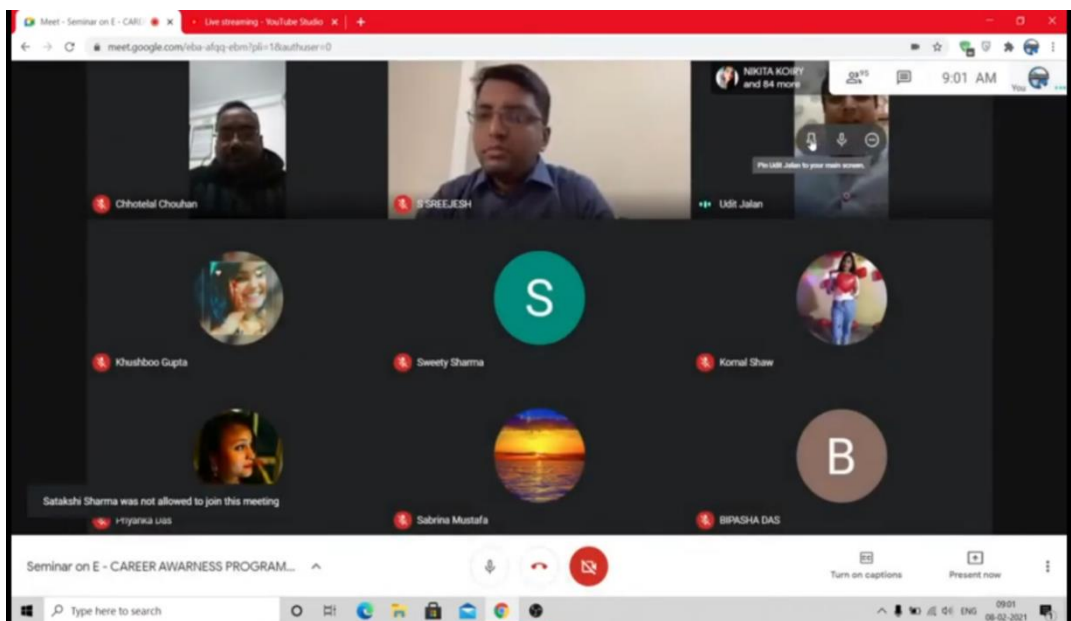 Meet - Seminar on E - CARE
Live streaming - YouTube Studio
meet.google.com/eba-afqq-ebm?pli=1&authuser=0
NIKITA KOIRY
and 84 more
95
9:01 AM
You
Pin Udit Jalan to your main screen.
Chhotelal Chouhan
S SREEJESH
Udit Jalan
S
Khushboo Gupta
Sweety Sharma
Komal Shaw
B
Satakshi Sharma was not allowed to join this meeting
Priyanka Das
Sabrina Mustafa
BIPASHA DAS
Seminar on E - CAREER AWARNESS PROGRAM...
Turn on captions
Present now
Type here to search
ENG
09:01
08-02-2021